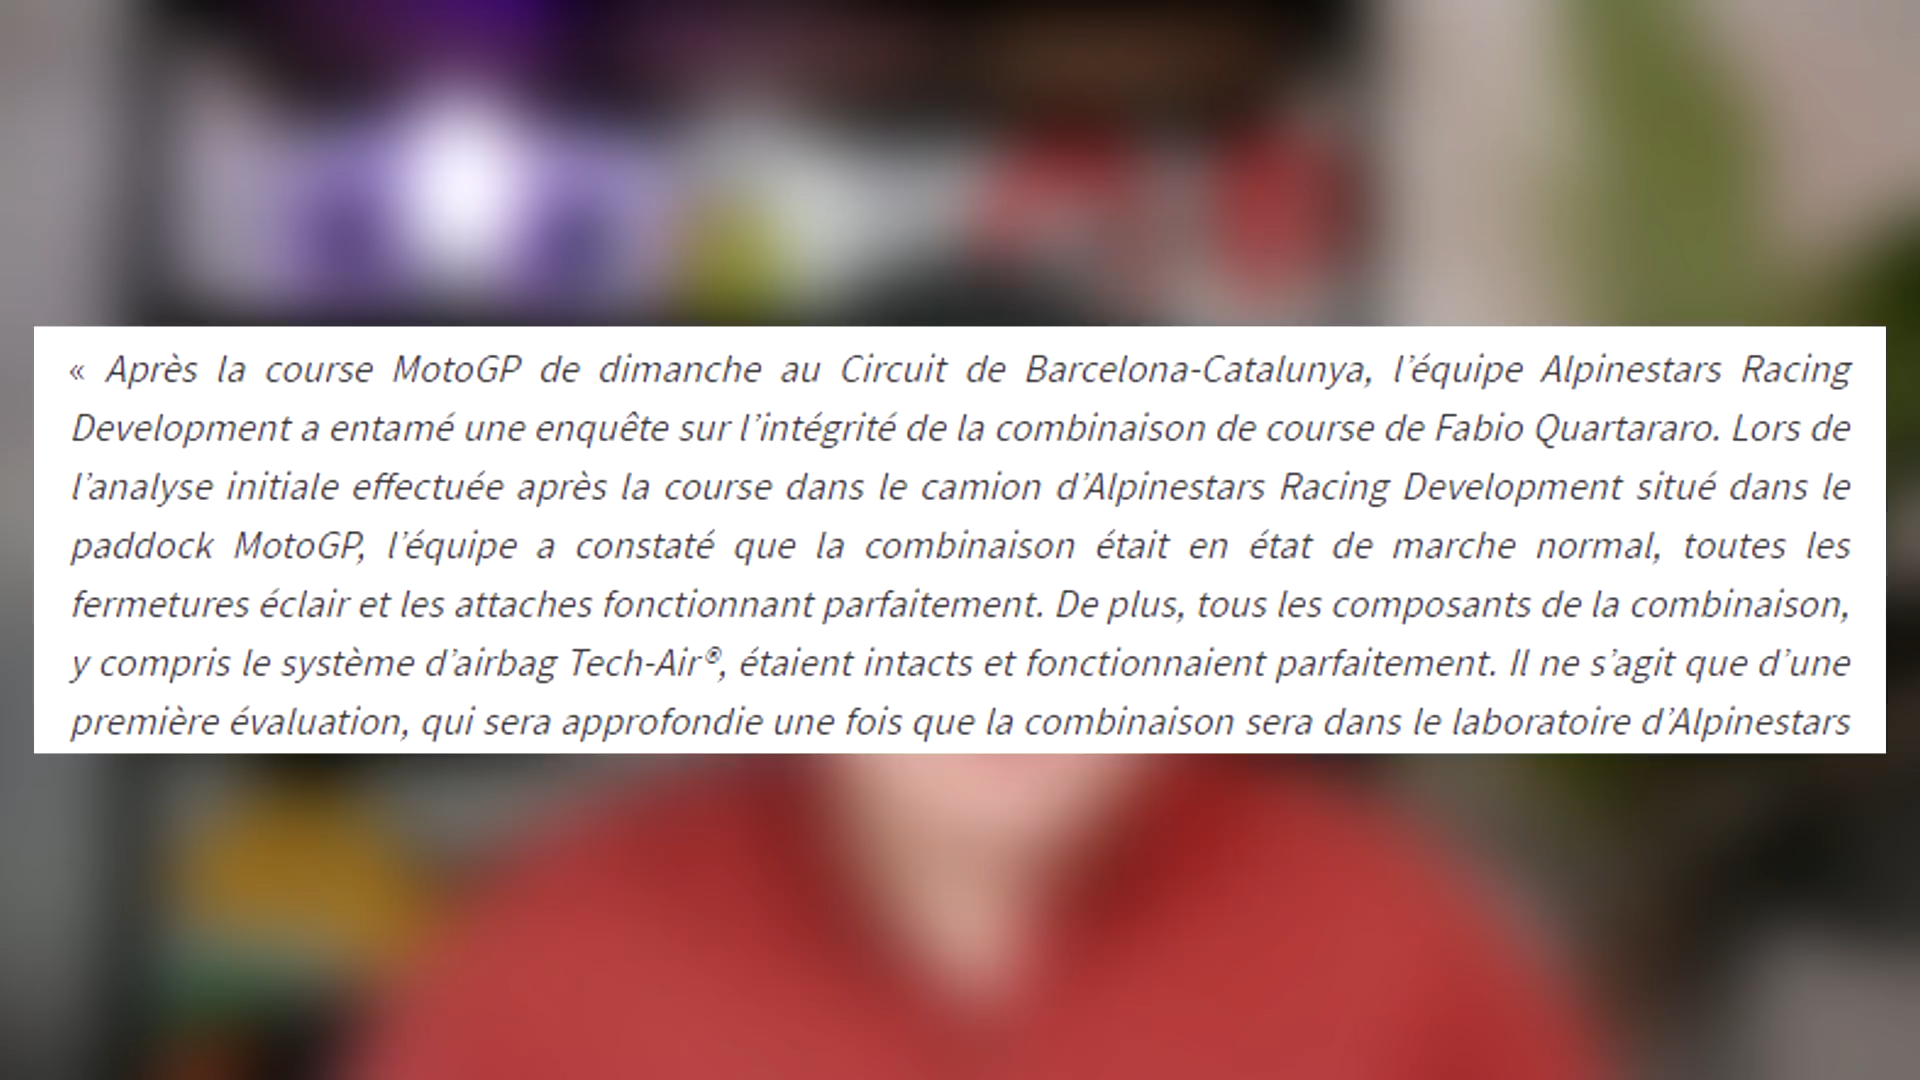 « Après la course MotoGP de dimanche au Circuit de Barcelona-Catalunya, l’équipe Alpinestars Racing
Development a entamé une enquête sur l’intégrité de la combinaison de course de Fabio Quartararo. Lors de
l’analyse initiale effectuée après la course dans le camion d’Alpinestars Racing Development situé dans le
paddock MotoGP, l’équipe a constaté que la combinaison était en état de marche normal, toutes les
fermetures éclair et les attaches fonctionnant parfaitement. De plus, tous les composants de la combinaison,
y compris le système d’airbag Tech-Air®, étaient intacts et fonctionnaient parfaitement. Il ne s’agit que d’une
première évaluation, qui sera approfondie une fois que la combinaison sera dans le laboratoire d’Alpinestars